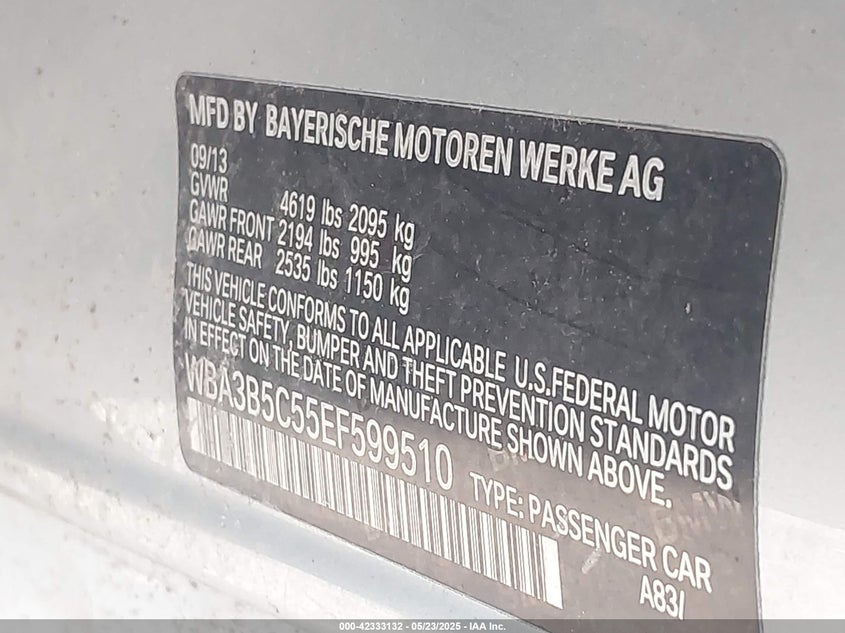 MFD BY BAYERISCHE MOTOREN WERKE AG
09/13
GVWR 4619 lbs 2095 kg
GAWR FRONT 2194 lbs 995 kg
GAWR REAR 2535 lbs 1150 kg
THIS VEHICLE CONFORMS TO ALL APPLICABLE U.S.FEDERAL MOTOR
VEHICLE SAFETY, BUMPER AND THEFT PREVENTION STANDARDS
IN EFFECT ON THE DATE OF MANUFACTURE SHOWN ABOVE.
WBA3B5C55EF599510 TYPE: PASSENGER CAR
A83/
000-42333132 - 05/23/2025 - IAA Inc.